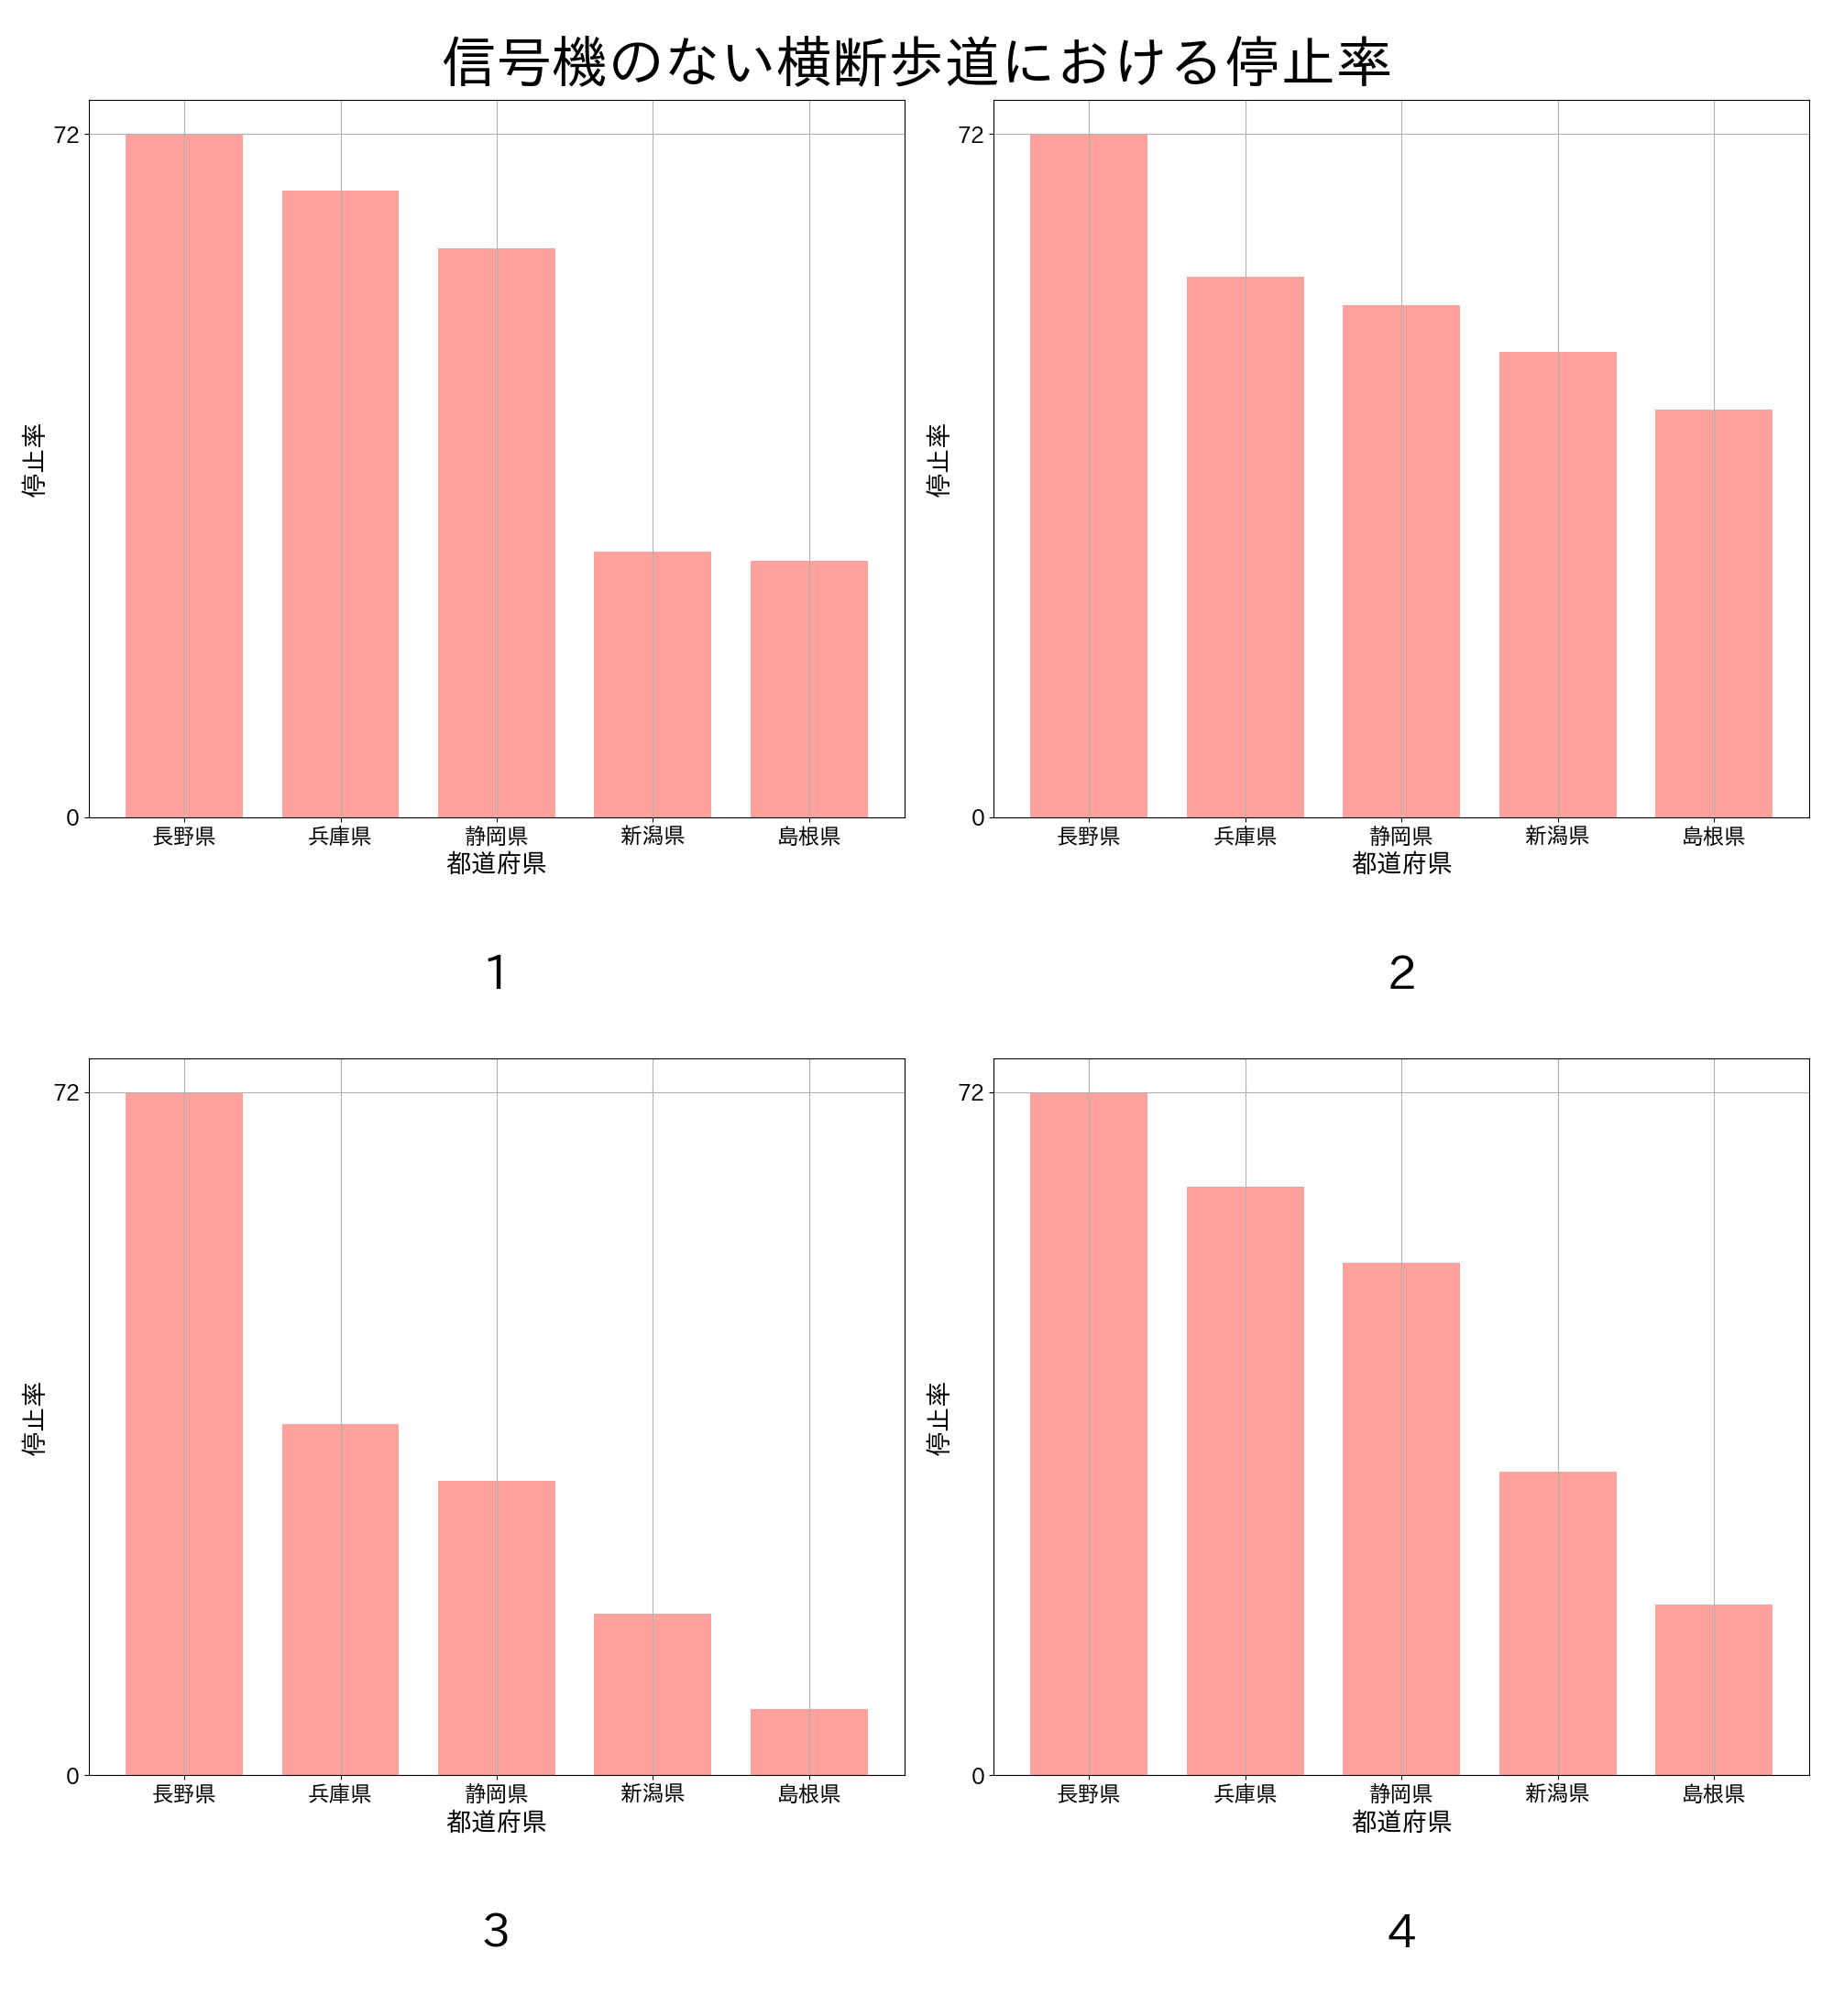 信号機のない横断歩道における停止率
72
0
停止率
長野県 兵庫県 静岡県 新潟県 島根県
都道府県
1
72
0
停止率
長野県 兵庫県 静岡県 新潟県 島根県
都道府県
2
72
0
停止率
長野県 兵庫県 静岡県 新潟県 島根県
都道府県
3
72
0
停止率
長野県 兵庫県 静岡県 新潟県 島根県
都道府県
4